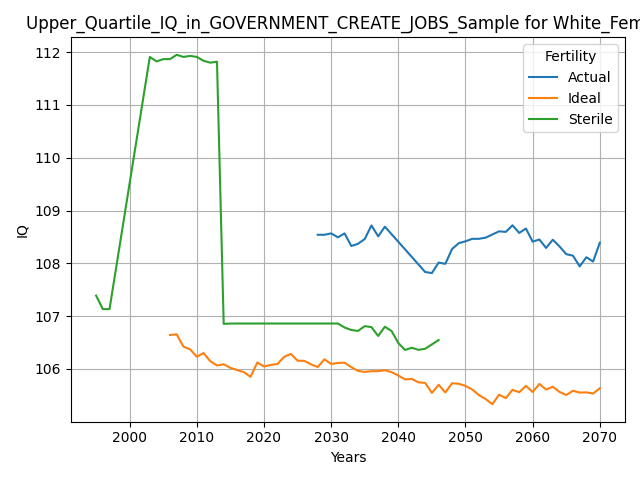 Upper_Quartile_IQ_in_GOVERNMENT_CREATE_JOBS_Sample for White_Fem
Fertility
Actual
Ideal
Sterile
112
111
110
109
108
107
106
IQ
2000 2010 2020 2030 2040 2050 2060 2070
Years